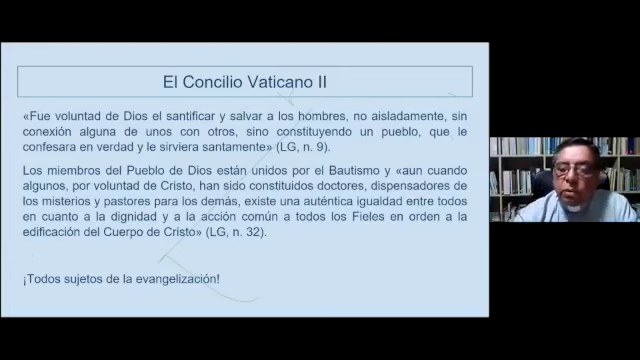 El Concilio Vaticano II
«Fue voluntad de Dios el santificar y salvar a los hombres, no aisladamente, sin
conexión alguna de unos con otros, sino constituyendo un pueblo, que le
confesara en verdad y le sirviera santamente» (LG, n. 9).
Los miembros del Pueblo de Dios están unidos por el Bautismo y «aun cuando
algunos, por voluntad de Cristo, han sido constituidos doctores, dispensadores de
los misterios y pastores para los demás, existe una auténtica igualdad entre todos
en cuanto a la dignidad y a la acción común a todos los Fieles en orden a la
edificación del Cuerpo de Cristo» (LG, n. 32).
¡Todos sujetos de la evangelización!